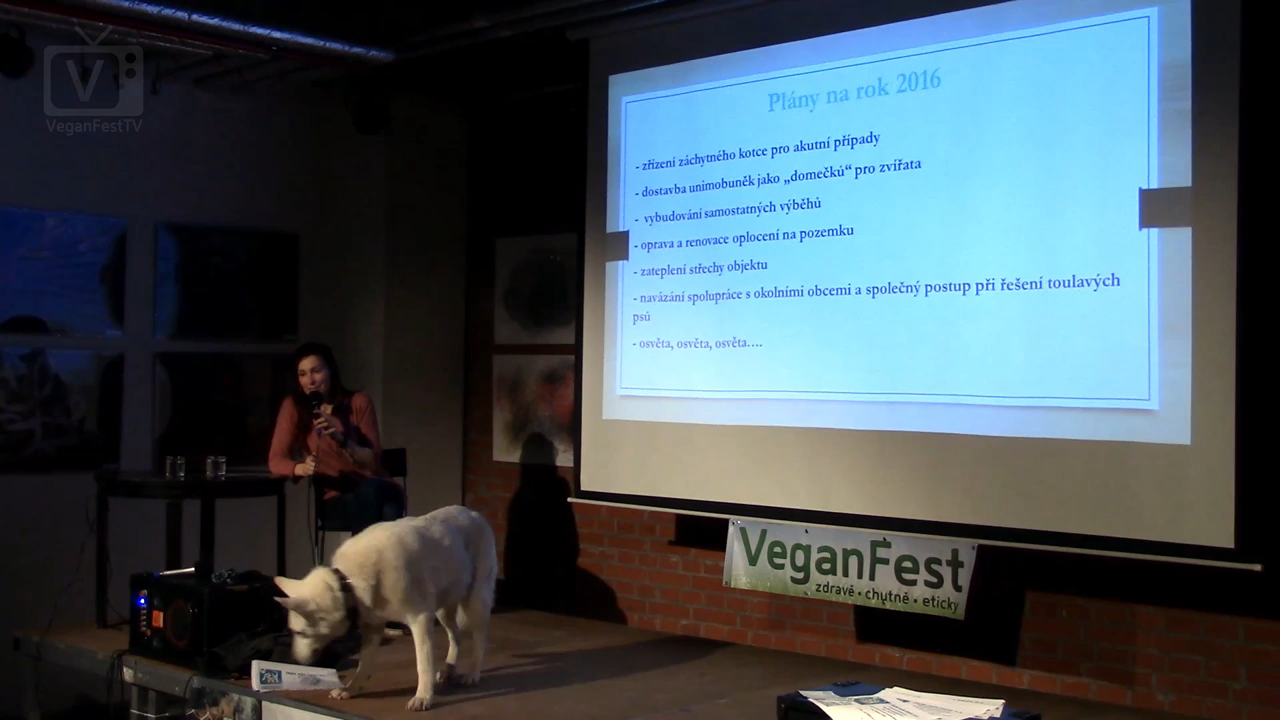 VeganFestTV
Plány na rok 2016
- zřízení záchytného kotce pro akutní případy
- dostavba unimobuněk jako „domečků“ pro zvířata
- vybudování samostatných výběhů
- oprava a renovace oplocení na pozemku
- zateplení střechy objektu
- navázání spolupráce s okolními obcemi a společný postup při řešení toulavých
psů
- osvěta, osvěta, osvěta….
VeganFest
zdravě • chutně • eticky